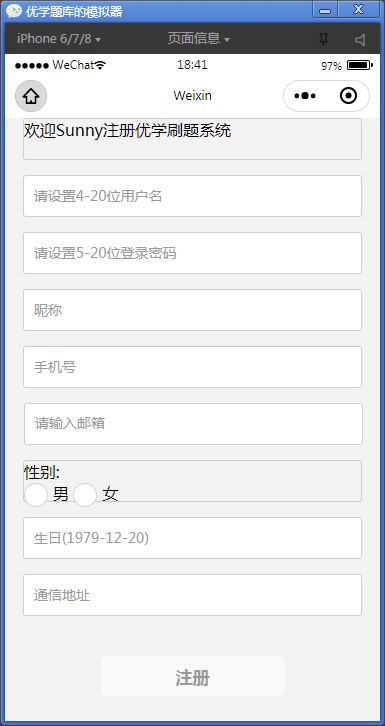 优学题库的模拟器
iPhone 6/7/8 页面信息
WeChat 18:41 97%
Weixin
欢迎Sunny注册优学刷题系统
请设置4-20位用户名
请设置5-20位登录密码
昵称
手机号
请输入邮箱
性别:
男 女
生日(1979-12-20)
通信地址
注册